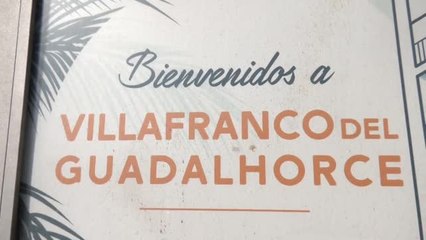 Bienvenidos a
VILLAFRANCO DEL
GUADALHORCE